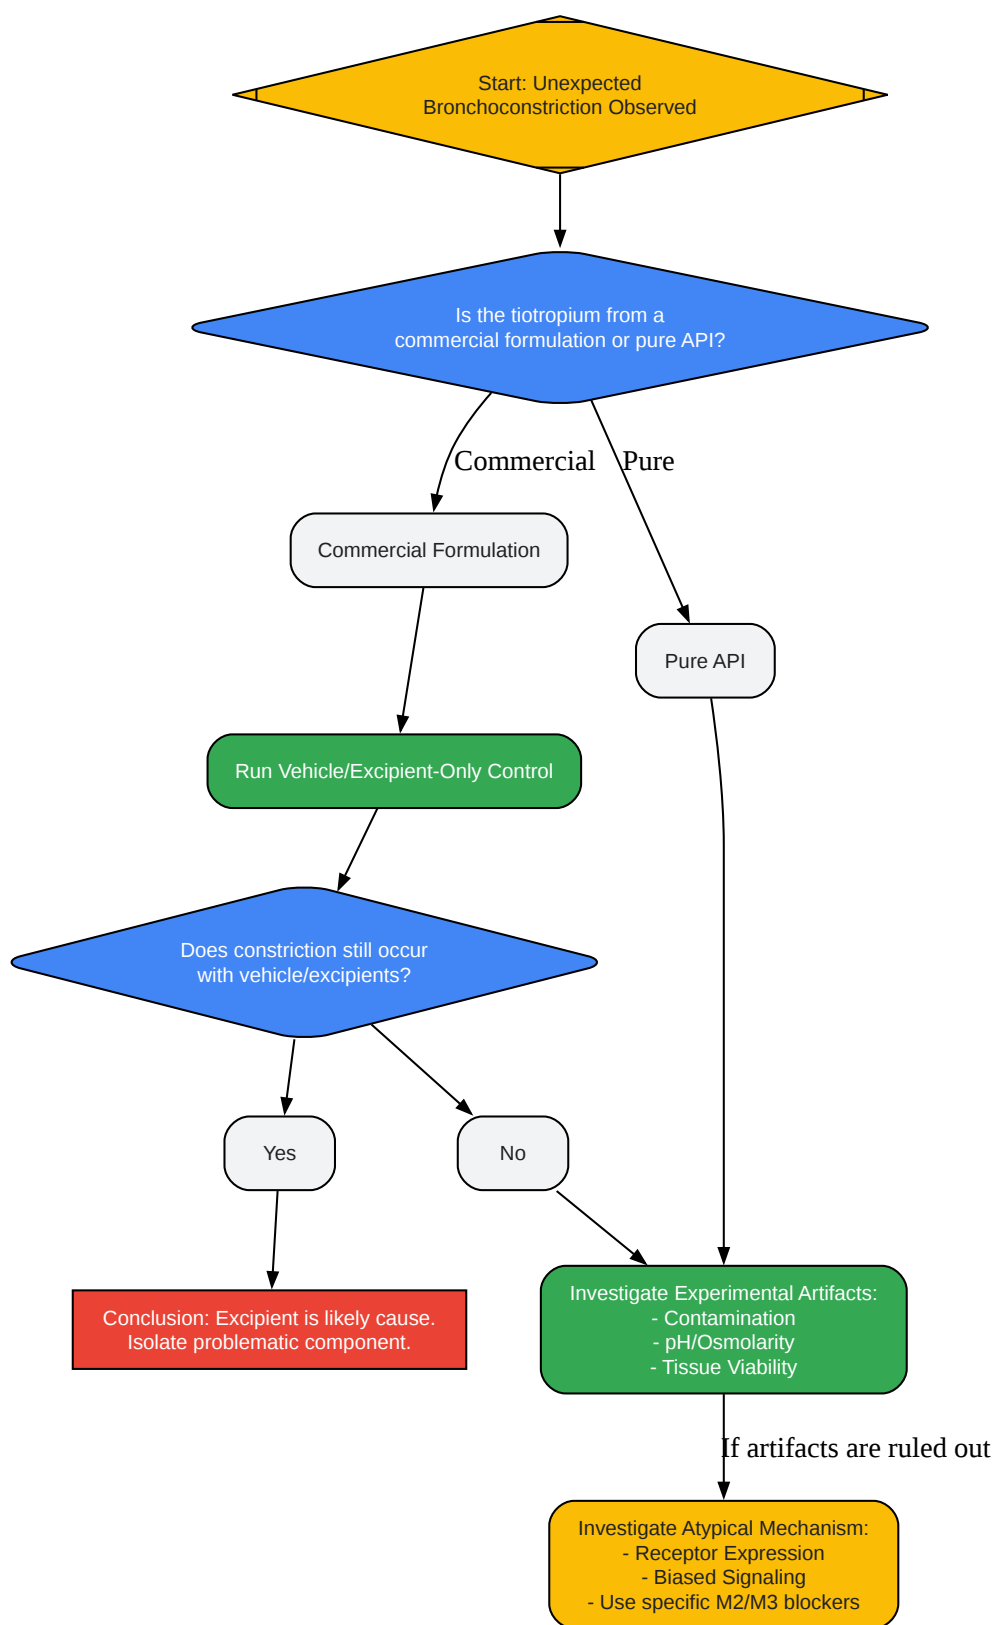 Start: Unexpected
Bronchoconstriction Observed
Is the tiotropium from a
commercial formulation or pure API?
Commercial
Pure
Commercial Formulation
Pure API
Run Vehicle/Excipient-Only Control
Does constriction still occur
with vehicle/excipients?
Yes
No
Conclusion: Excipient is likely cause.
Isolate problematic component.
Investigate Experimental Artifacts:
- Contamination
- pH/Osmolarity
- Tissue Viability
If artifacts are ruled out
Investigate Atypical Mechanism:
- Receptor Expression
- Biased Signaling
- Use specific M2/M3 blockers